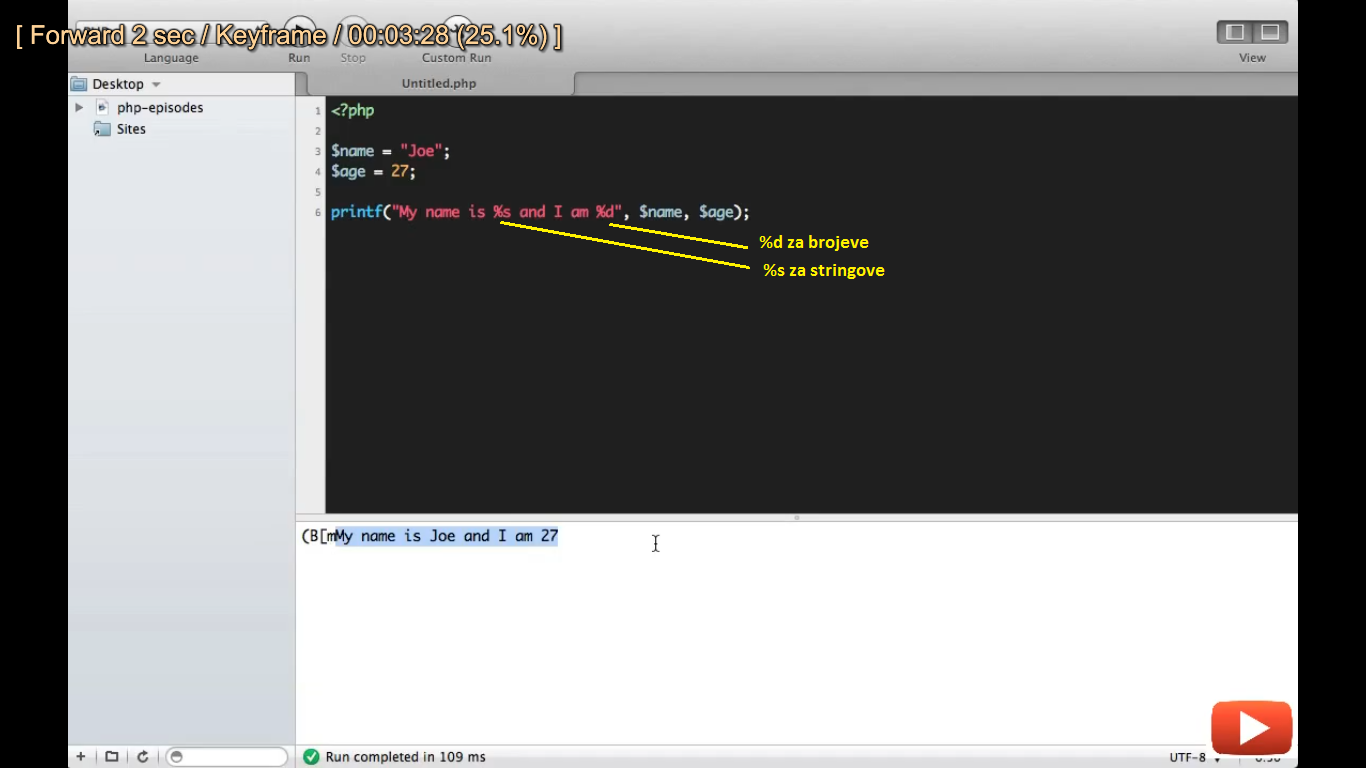 [ Forward 2 sec / Keyframe / 00:03:28 (25.1%) ]
Language
Run
Stop
Custom Run
View
Desktop
Untitled.php
php-episodes
Sites
1 <?php
2
3 $name = "Joe";
4 $age = 27;
5
6 printf("My name is %s and I am %d", $name, $age);
%d za brojeve
%s za stringove
(B[mMy name is Joe and I am 27
Run completed in 109 ms
UTF-8